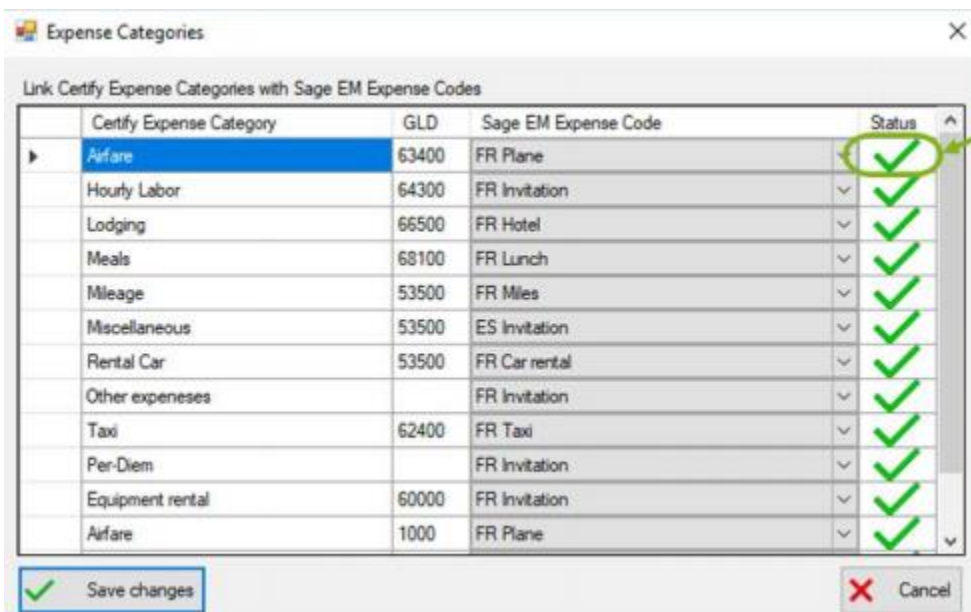 Expense Categories
Link Certify Expense Categories with Sage EM Expense Codes
Certify Expense Category GLD Sage EM Expense Code Status
Airfare 63400 FR Plane
Hourly Labor 64300 FR Invitation
Lodging 66500 FR Hotel
Meals 68100 FR Lunch
Mileage 53500 FR Miles
Miscellaneous 53500 ES Invitation
Rental Car 53500 FR Car rental
Other expeneses FR Invitation
Taxi 62400 FR Taxi
Per-Diem FR Invitation
Equipment rental 60000 FR Invitation
Airfare 1000 FR Plane
Save changes Cancel